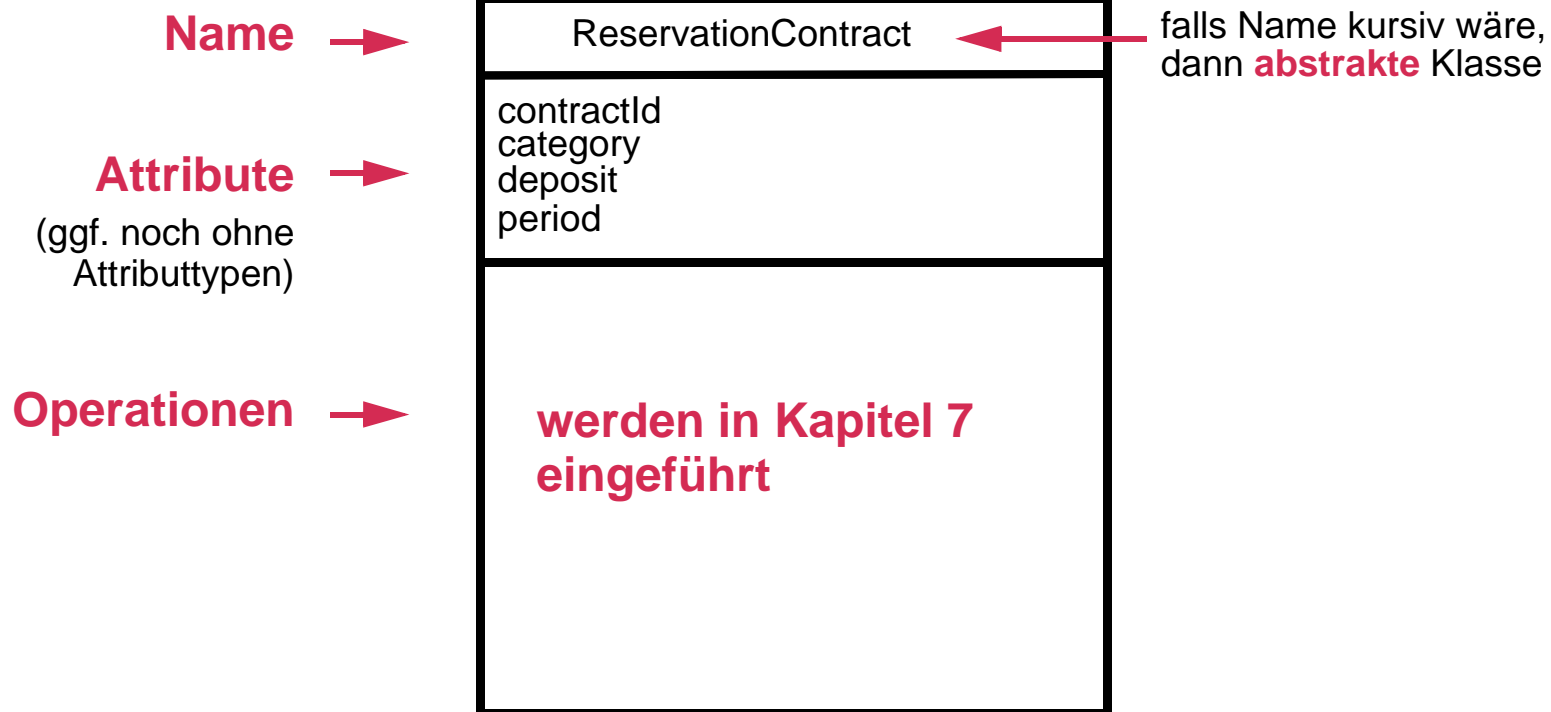 Name
ReservationContract
falls Name kursiv wäre,
dann abstrakte Klasse
Attribute
(ggf. noch ohne
Attributtypen)
contractId
category
deposit
period
Operationen
werden in Kapitel 7
eingeführt